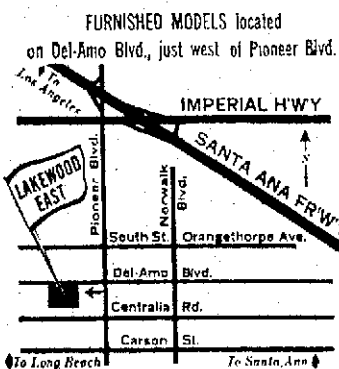 FURNISHED MODELS located
on Del-Amo Blvd., just west of Pioneer Blvd.
To
Los Angeles
IMPERIAL H'WY
SANTA ANA FR'W'Y
N
LAKEWOOD
EAST
Pioneer Blvd.
Norwalk
Blvd.
South St. Orangethorpe Ave.
Del-Amo Blvd.
Centralia Rd.
Carson St.
To Long Beach To Santa Ana